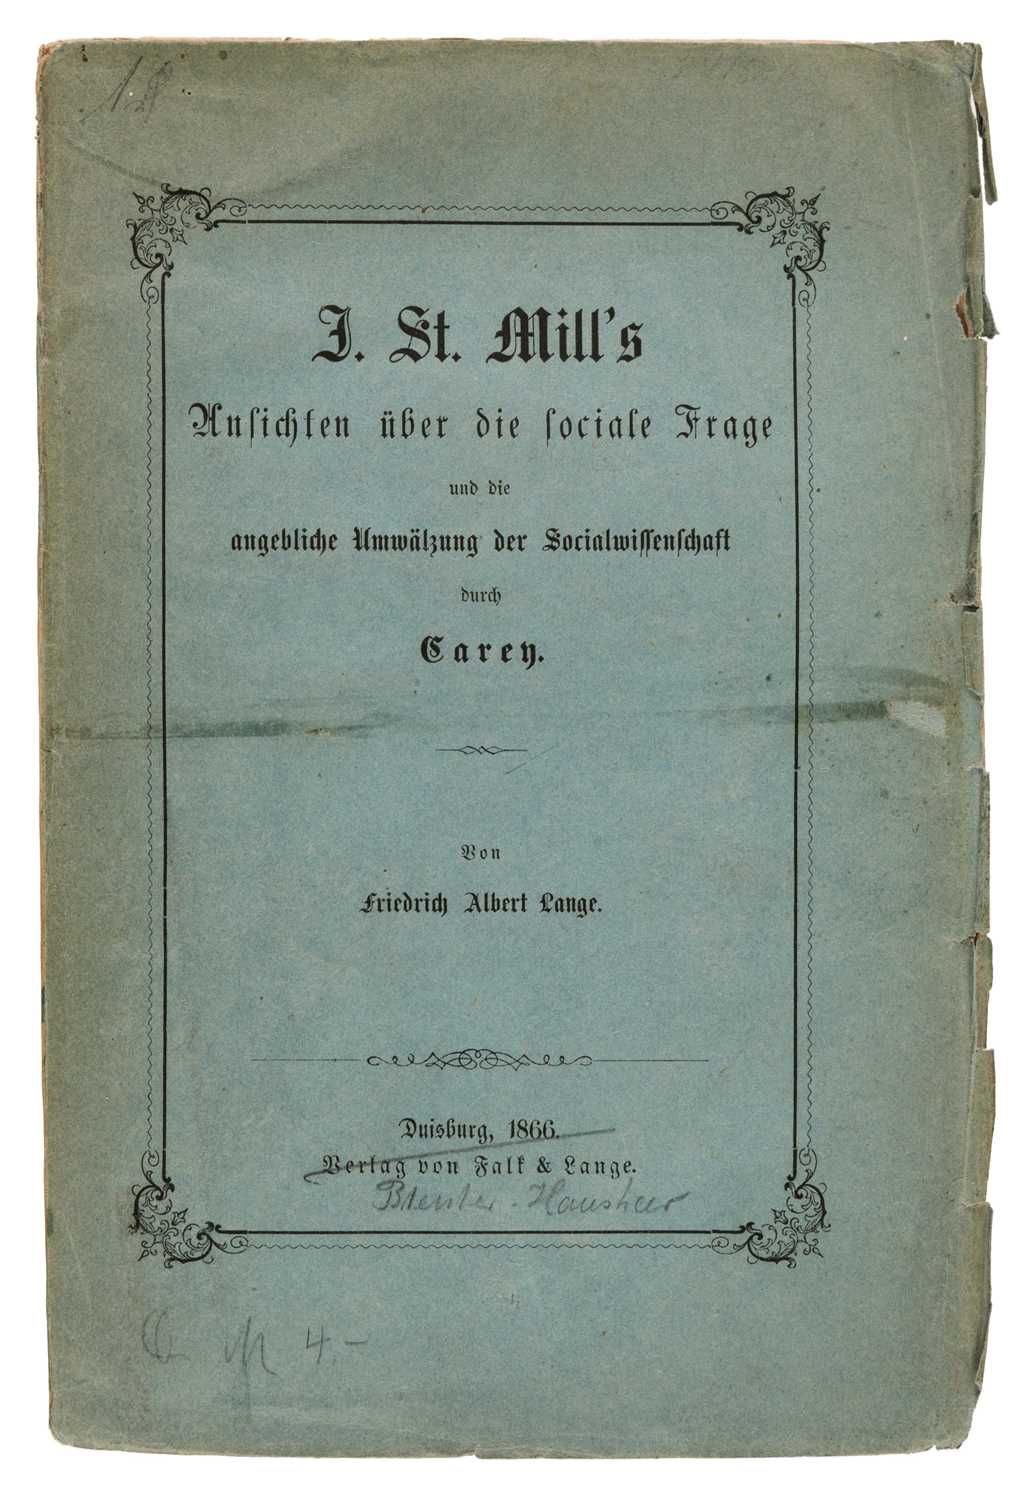 J. St. Mill's
Ansichten über die sociale Frage
und die
angebliche Umwälzung der Socialwissenschaft
durch
Carey.
Von
Friedrich Albert Lange.
Duisburg, 1866.
Verlag von Falk & Lange.
4.-